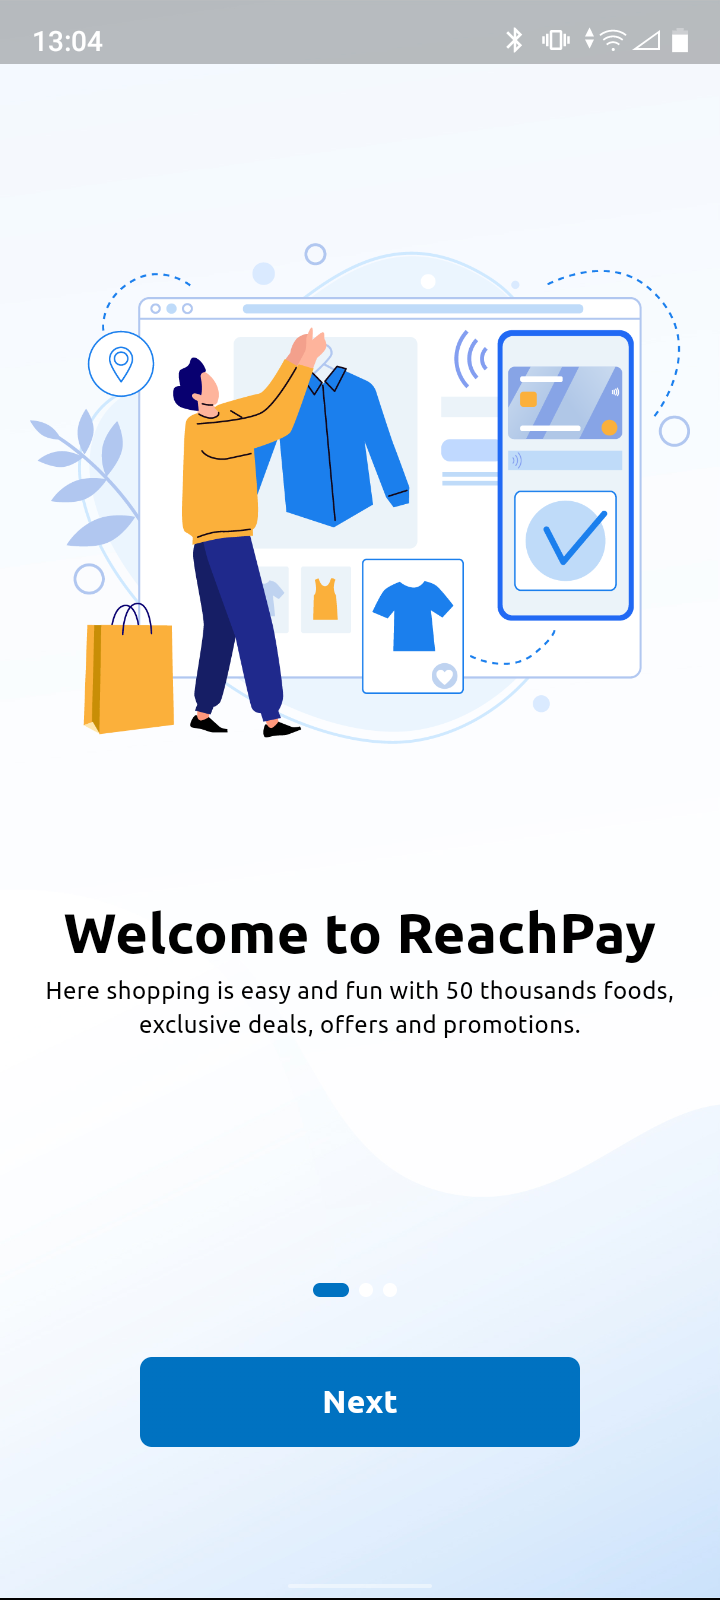 13:04
Welcome to ReachPay
Here shopping is easy and fun with 50 thousands foods,
exclusive deals, offers and promotions.
Next